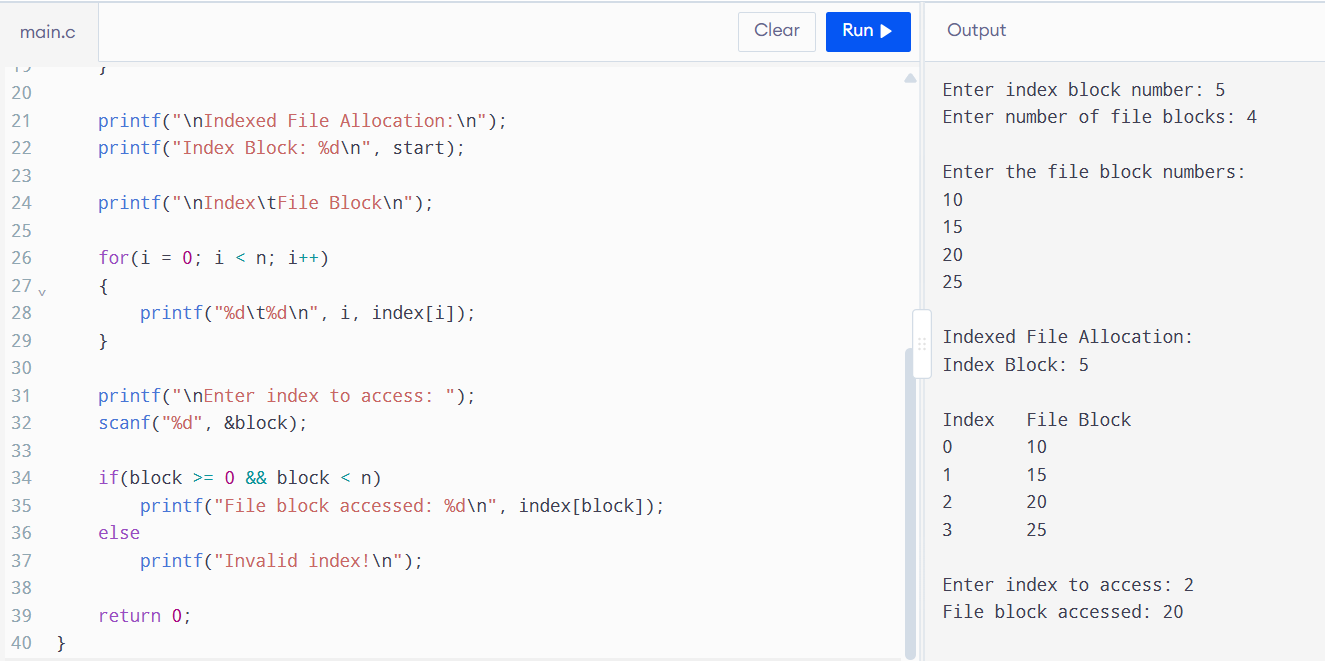 main.c
Clear
Run
20
21 printf("\nIndexed File Allocation:\n");
22 printf("Index Block: %d\n", start);
23
24 printf("\nIndex\tFile Block\n");
25
26 for(i = 0; i < n; i++)
27 {
28 printf("%d\t%d\n", i, index[i]);
29 }
30
31 printf("\nEnter index to access: ");
32 scanf("%d", &block);
33
34 if(block >= 0 && block < n)
35 printf("File block accessed: %d\n", index[block]);
36 else
37 printf("Invalid index!\n");
38
39 return 0;
40 }
Output
Enter index block number: 5
Enter number of file blocks: 4
Enter the file block numbers:
10
15
20
25
Indexed File Allocation:
Index Block: 5
Index File Block
0 10
1 15
2 20
3 25
Enter index to access: 2
File block accessed: 20